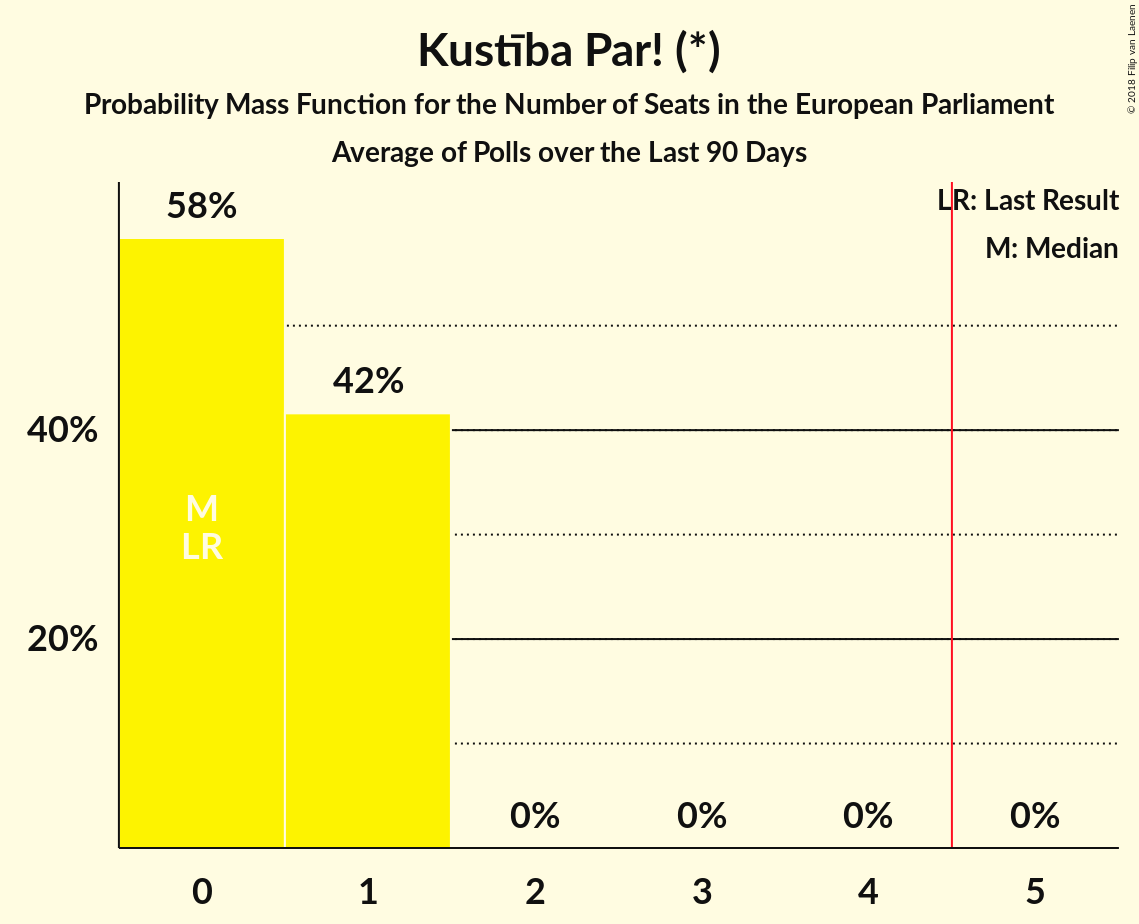 Kustība Par! (*)
Probability Mass Function for the Number of Seats in the European Parliament
Average of Polls over the Last 90 Days
© 2018 Filip van Laenen
LR: Last Result
M: Median
58%
42%
40%
20%
M
LR
0%
0%
0%
0%
0
1
2
3
4
5